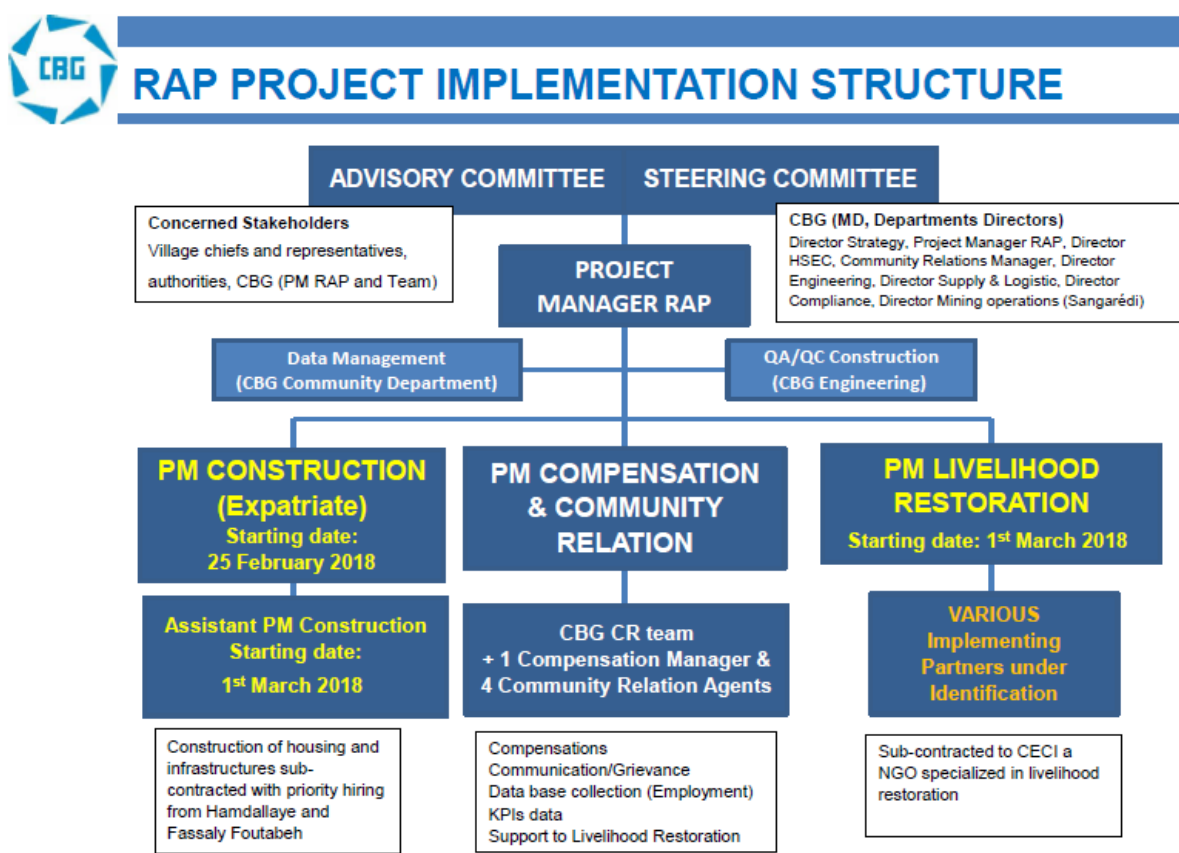 CBG
RAP PROJECT IMPLEMENTATION STRUCTURE
ADVISORY COMMITTEE
STEERING COMMITTEE
Concerned Stakeholders
Village chiefs and representatives,
authorities, CBG (PM RAP and Team)
CBG (MD, Departments Directors)
Director Strategy, Project Manager RAP, Director
HSEC, Community Relations Manager, Director
Engineering, Director Supply & Logistic, Director
Compliance, Director Mining operations (Sangarédi)
PROJECT
MANAGER RAP
Data Management
(CBG Community Department)
QA/QC Construction
(CBG Engineering)
PM CONSTRUCTION
(Expatriate)
Starting date:
25 February 2018
PM COMPENSATION
& COMMUNITY
RELATION
PM LIVELIHOOD
RESTORATION
Starting date: 1st March 2018
Assistant PM Construction
Starting date:
1st March 2018
CBG CR team
+ 1 Compensation Manager &
4 Community Relation Agents
VARIOUS
Implementing
Partners under
Identification
Construction of housing and
infrastructures sub-
contracted with priority hiring
from Hamdallaye and
Fassaly Foutabeh
Compensations
Communication/Grievance
Data base collection (Employment)
KPIs data
Support to Livelihood Restoration
Sub-contracted to CECI a
NGO specialized in livelihood
restoration